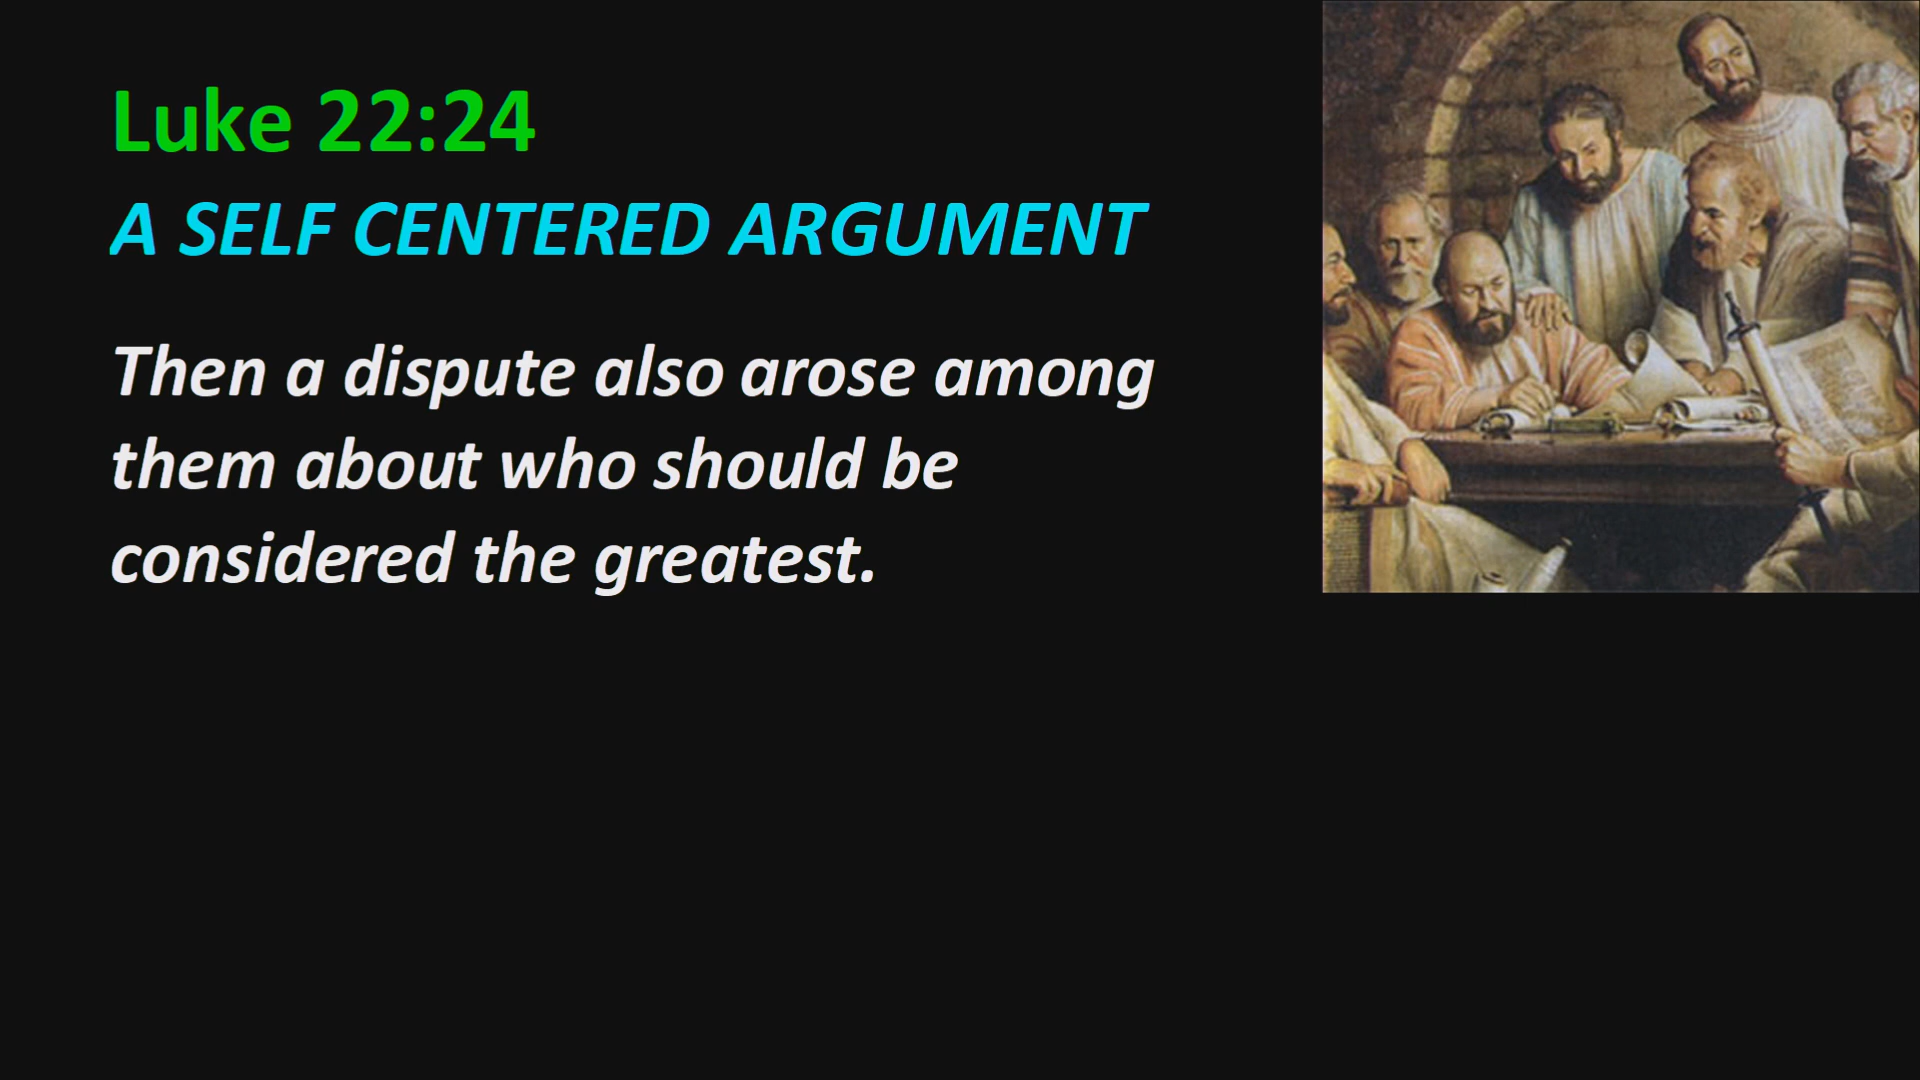 Luke 22:24
A SELF CENTERED ARGUMENT
Then a dispute also arose among
them about who should be
considered the greatest.